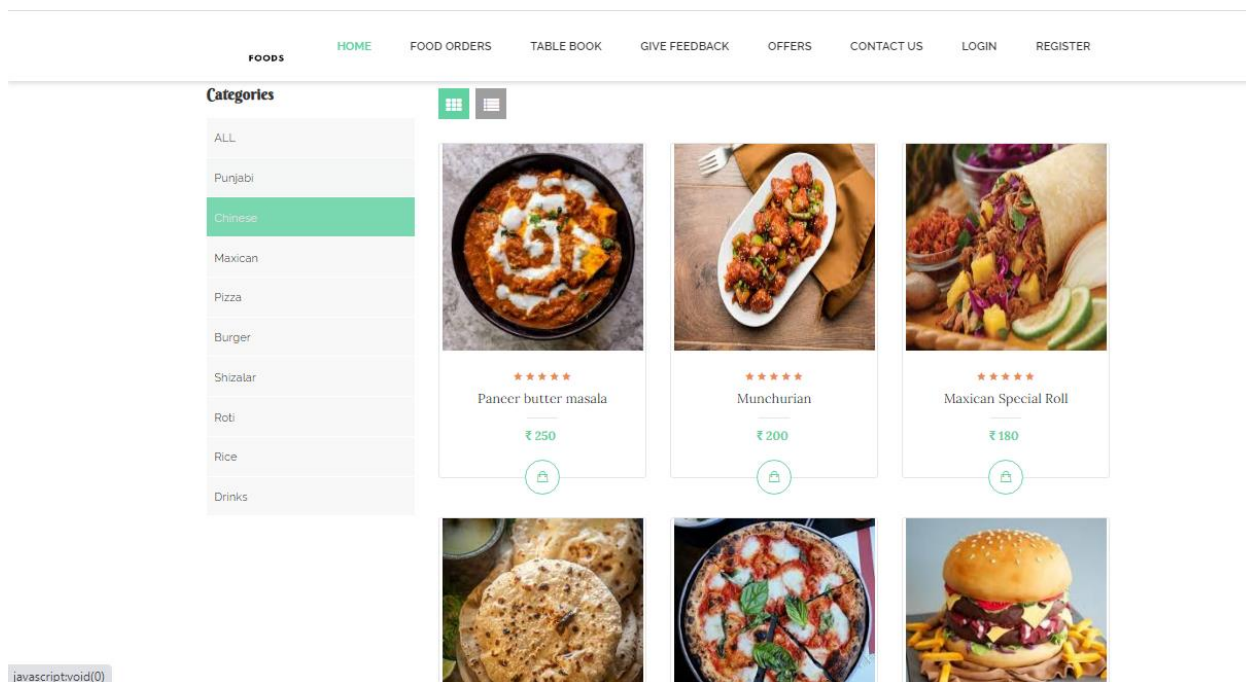 FOODS
HOME FOOD ORDERS TABLE BOOK GIVE FEEDBACK OFFERS CONTACT US LOGIN REGISTER
Categories
ALL
Punjabi
Chinese
Maxican
Pizza
Burger
Shizalar
Roti
Rice
Drinks
Paneer butter masala
₹ 250
Munchurian
₹ 200
Maxican Special Roll
₹ 180
javascript:void(0)